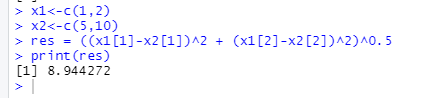 > x1<-c(1,2)
> x2<-c(5,10)
> res = ((x1[1]-x2[1])^2 + (x1[2]-x2[2])^2)^0.5
> print(res)
[1] 8.944272
>